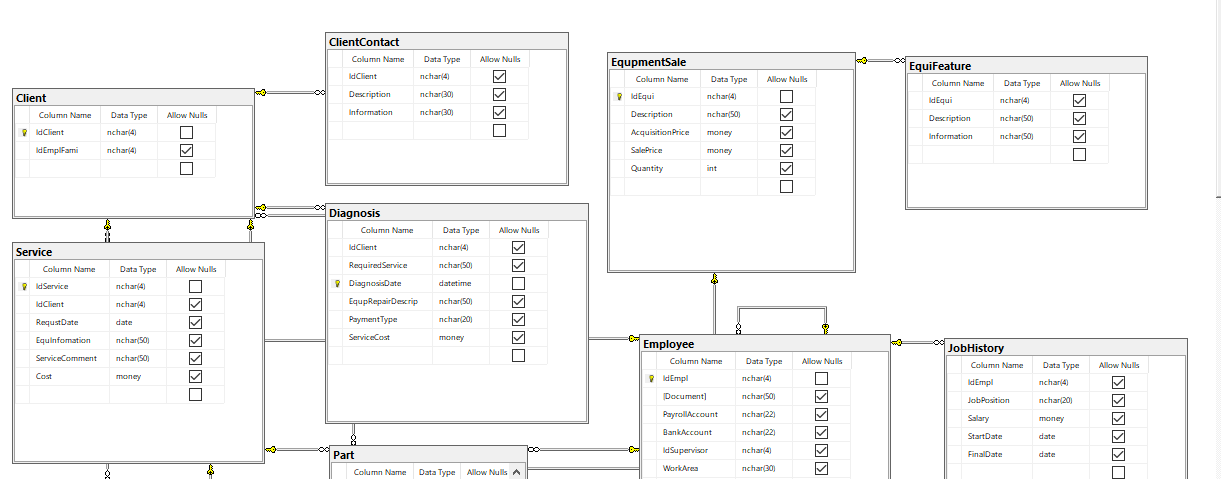 ClientContact
Column Name Data Type Allow Nulls
IdClient nchar(4)
Description nchar(30)
Information nchar(30)
EqupmentSale
Column Name Data Type Allow Nulls
IdEqui nchar(4)
Description nchar(50)
AcquisitionPrice money
SalePrice money
Quantity int
EquiFeature
Column Name Data Type Allow Nulls
IdEqui nchar(4)
Description nchar(50)
Information nchar(50)
Client
Column Name Data Type Allow Nulls
IdClient nchar(4)
IdEmplFami nchar(4)
Diagnosis
Column Name Data Type Allow Nulls
IdClient nchar(4)
RequiredService nchar(50)
DiagnosisDate datetime
EqupRepairDescrip nchar(50)
PaymentType nchar(20)
ServiceCost money
Service
Column Name Data Type Allow Nulls
IdService nchar(4)
IdClient nchar(4)
RequstDate date
EquInfomation nchar(50)
ServiceComment nchar(50)
Cost money
Employee
Column Name Data Type Allow Nulls
IdEmpl nchar(4)
[Document] nchar(50)
PayrollAccount nchar(22)
BankAccount nchar(22)
IdSupervisor nchar(4)
WorkArea nchar(30)
JobHistory
Column Name Data Type Allow Nulls
IdEmpl nchar(4)
JobPosition nchar(20)
Salary money
StartDate date
FinalDate date
Part
Column Name Data Type Allow Nulls